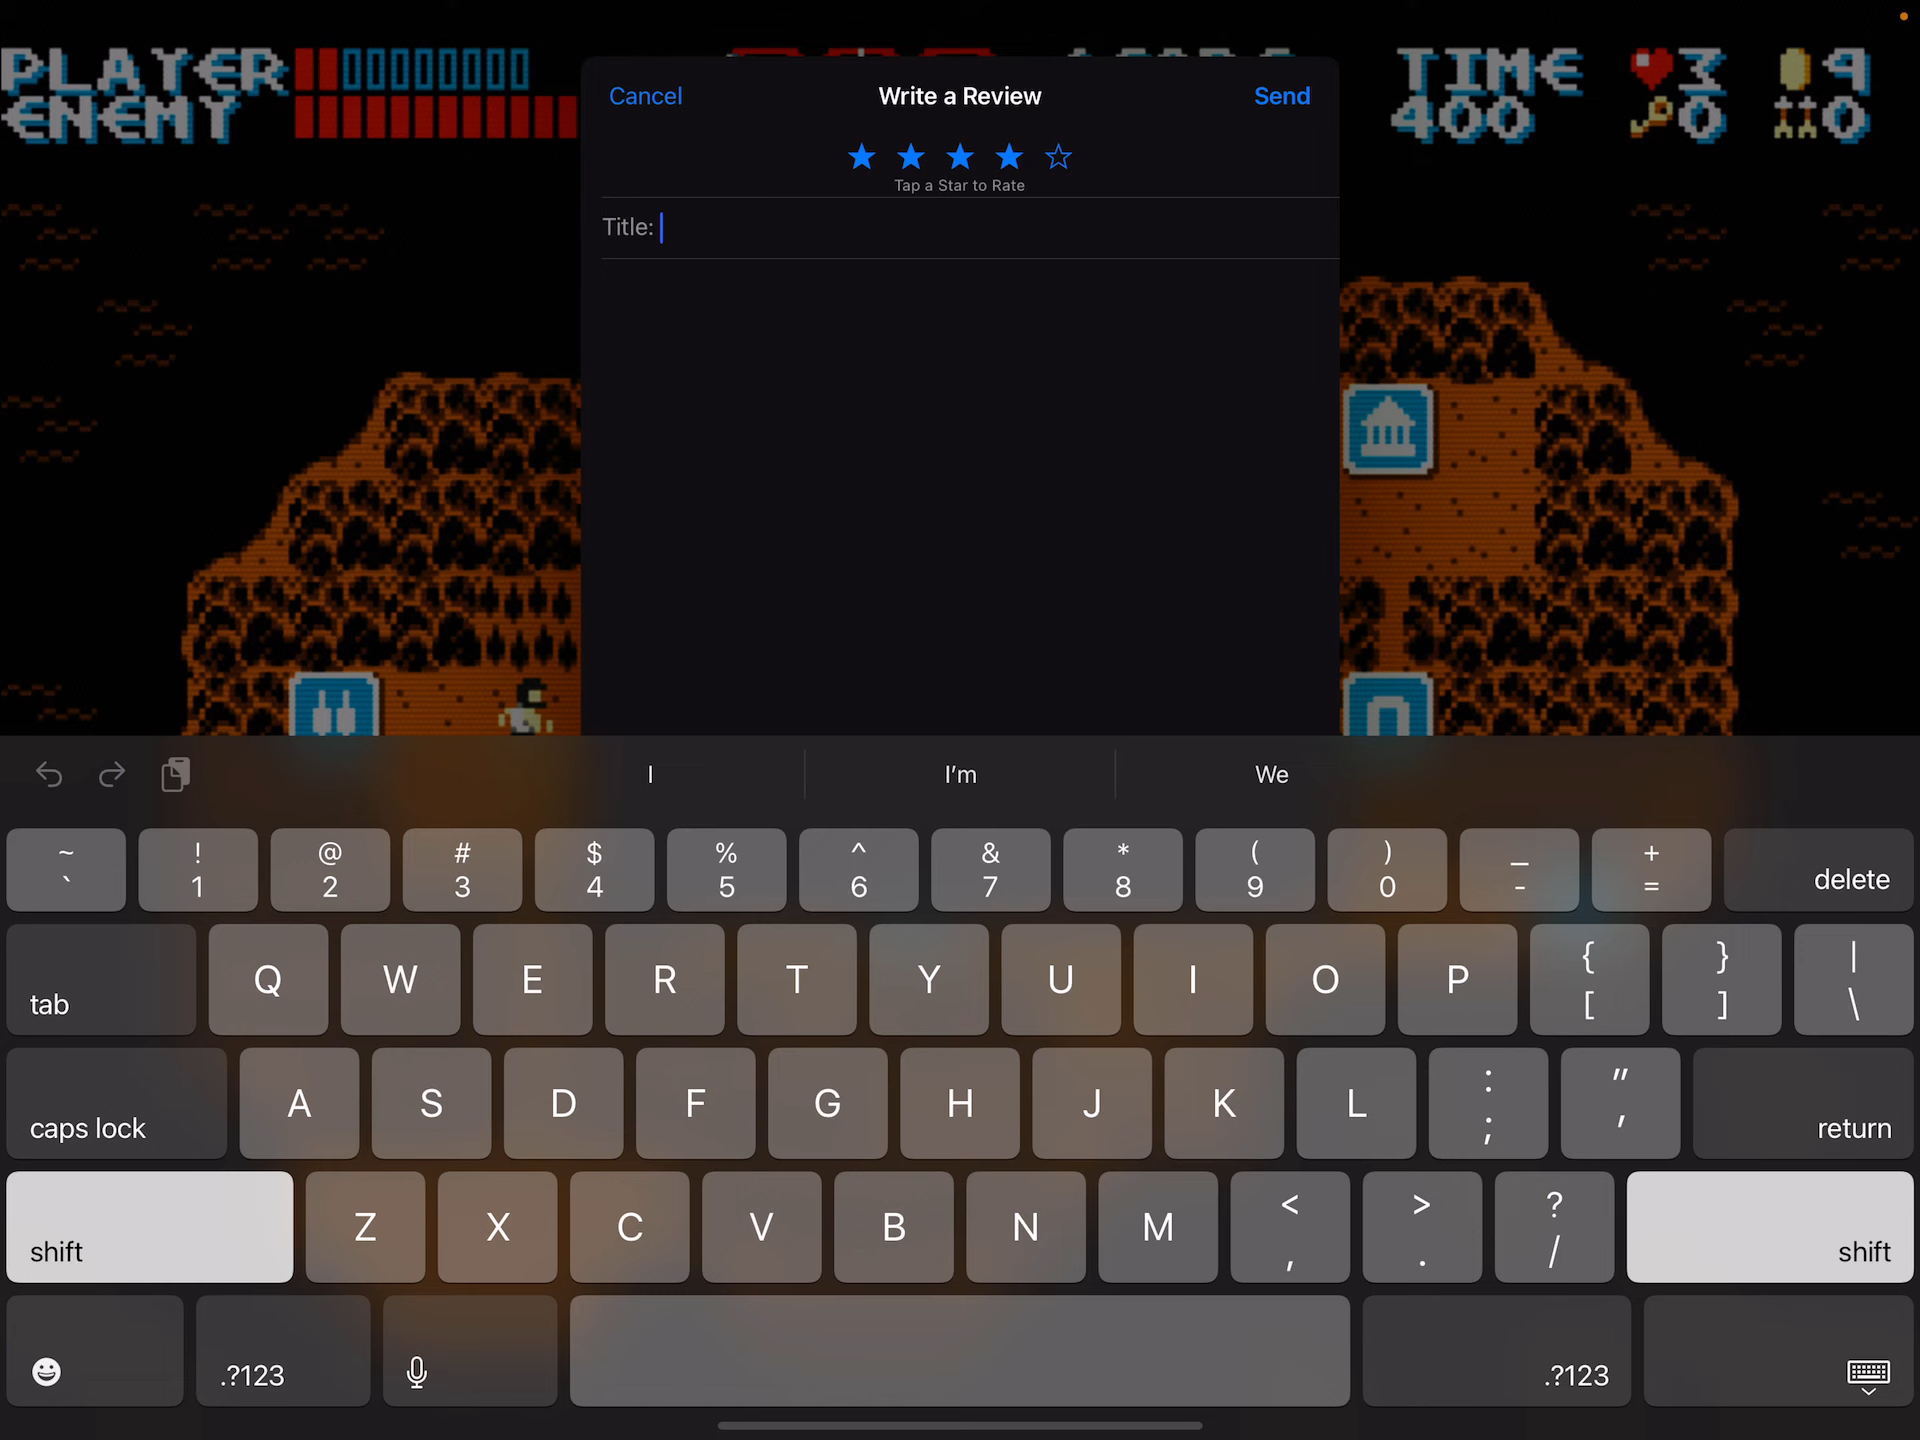 PLAYER
ENEMY
TIME 3 9
400 0 0
Cancel Write a Review Send
Tap a Star to Rate
Title:
I I’m We
~ ! @ # $ % ^ & * ( ) _ +
` 1 2 3 4 5 6 7 8 9 0 - = delete
tab Q W E R T Y U I O P { [ } ] | \
caps lock A S D F G H J K L : ; " ' return
shift Z X C V B N M < , > . ? / shift
.?123 .?123